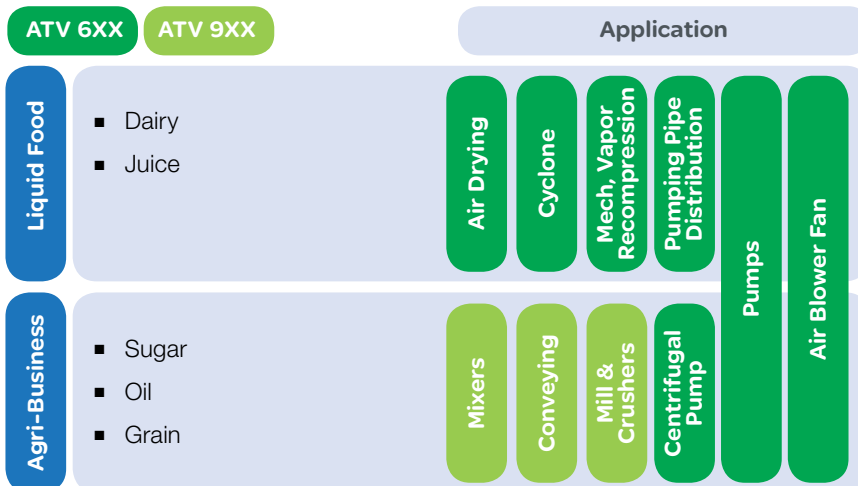 ATV 6XX
ATV 9XX
Application
Liquid Food
Dairy
Juice
Air Drying
Cyclone
Mech, Vapor
Recompression
Pumping Pipe
Distribution
Pumps
Air Blower Fan
Agri-Business
Sugar
Oil
Grain
Mixers
Conveying
Mill &
Crushers
Centrifugal
Pump